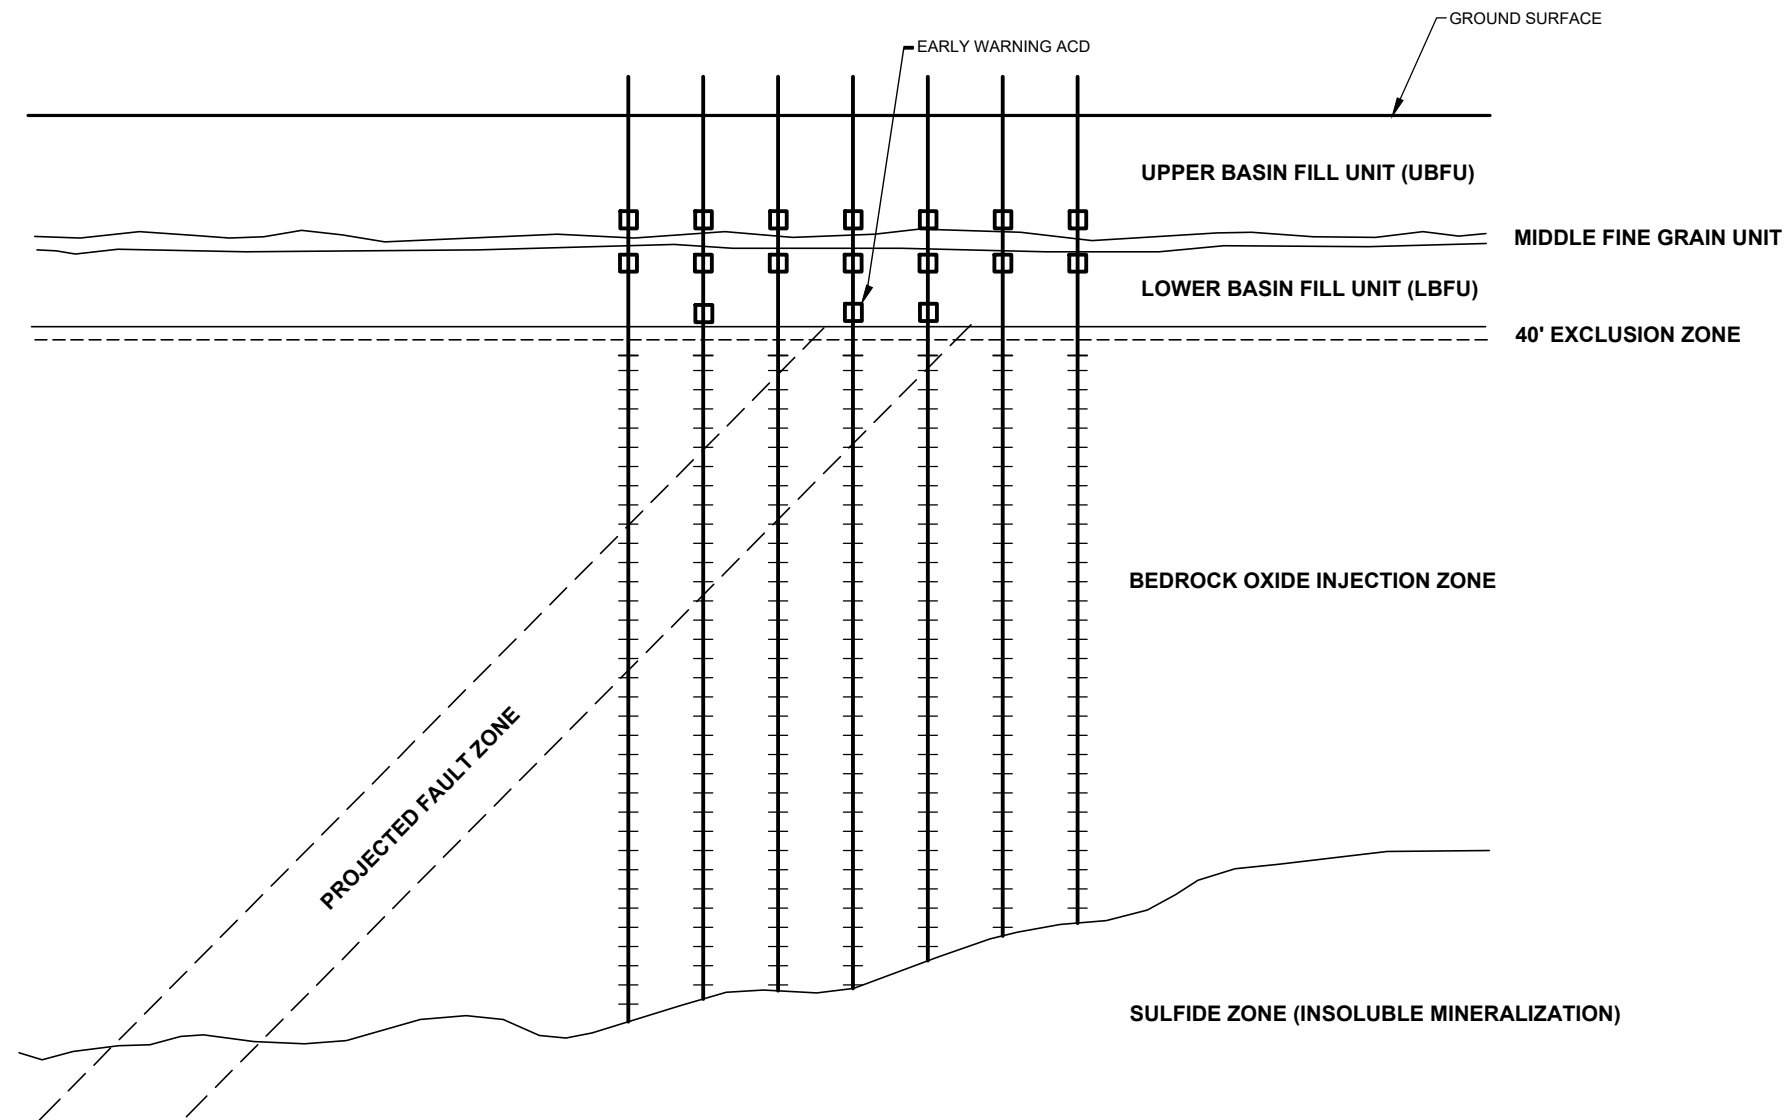 GROUND SURFACE
EARLY WARNING ACD
UPPER BASIN FILL UNIT (UBFU)
MIDDLE FINE GRAIN UNIT
LOWER BASIN FILL UNIT (LBFU)
40' EXCLUSION ZONE
BEDROCK OXIDE INJECTION ZONE
PROJECTED FAULT ZONE
SULFIDE ZONE (INSOLUBLE MINERALIZATION)